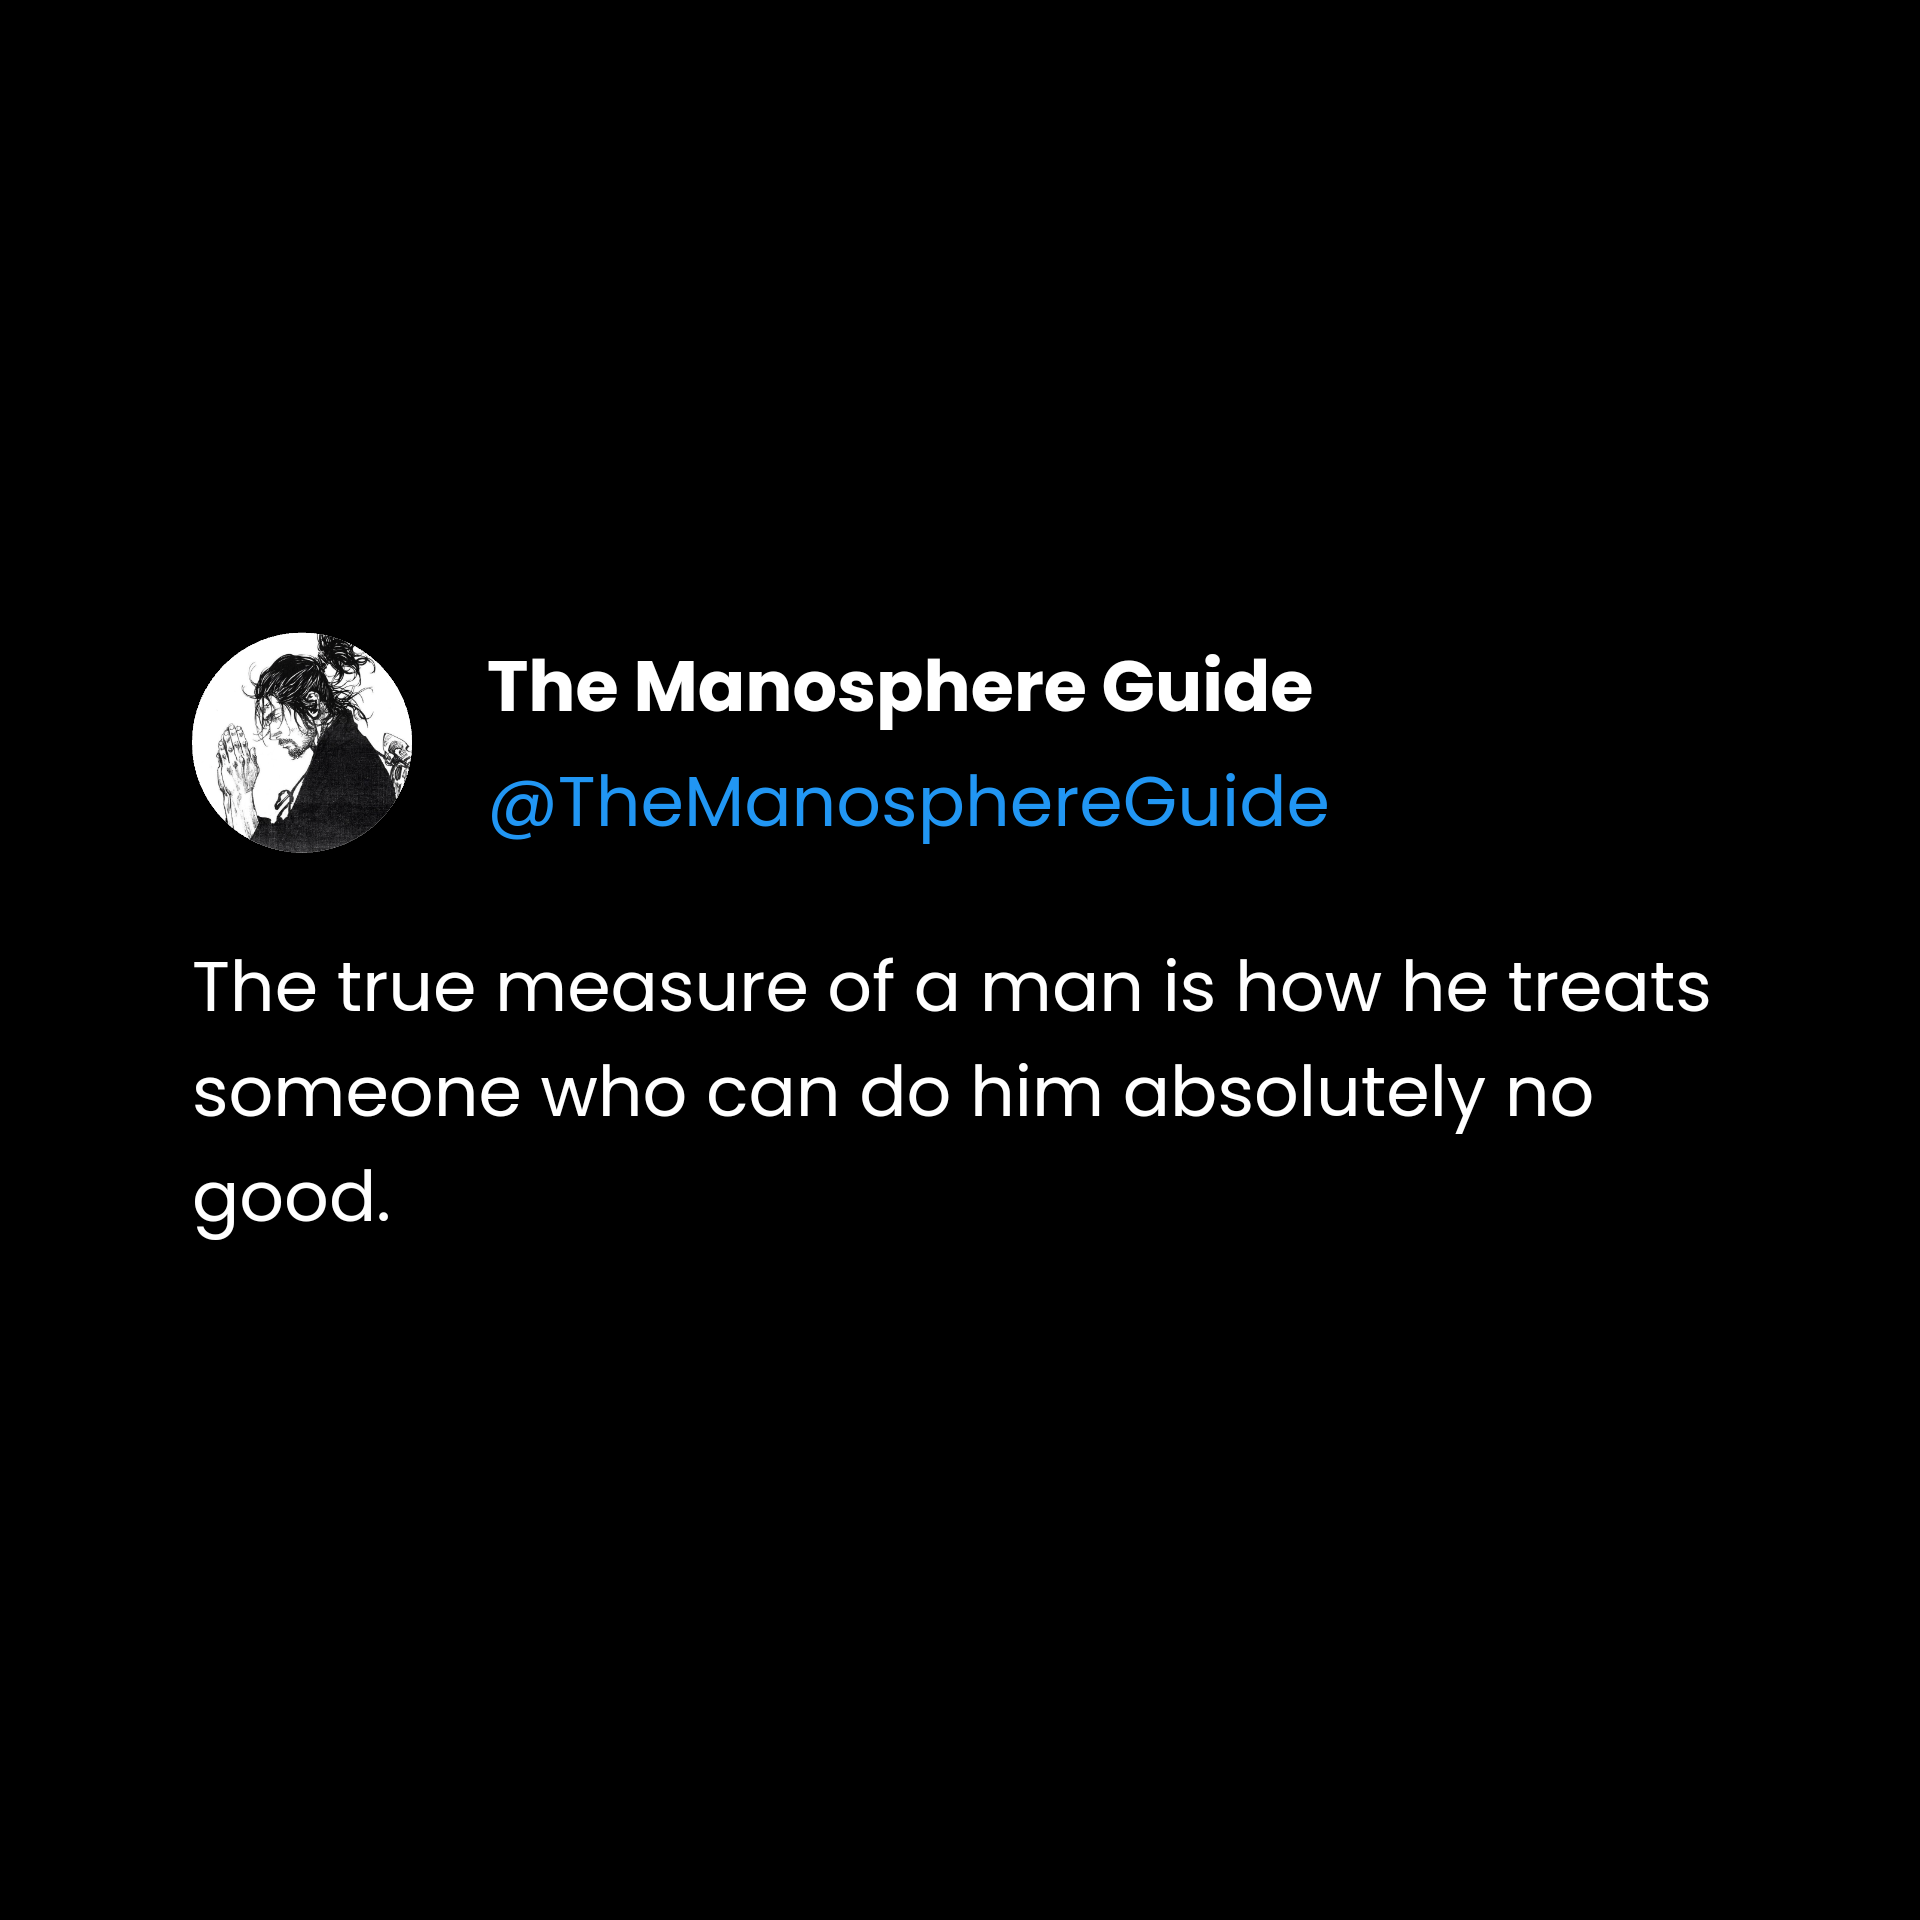 The Manosphere Guide
@TheManosphereGuide
The true measure of a man is how he treats
someone who can do him absolutely no
good.